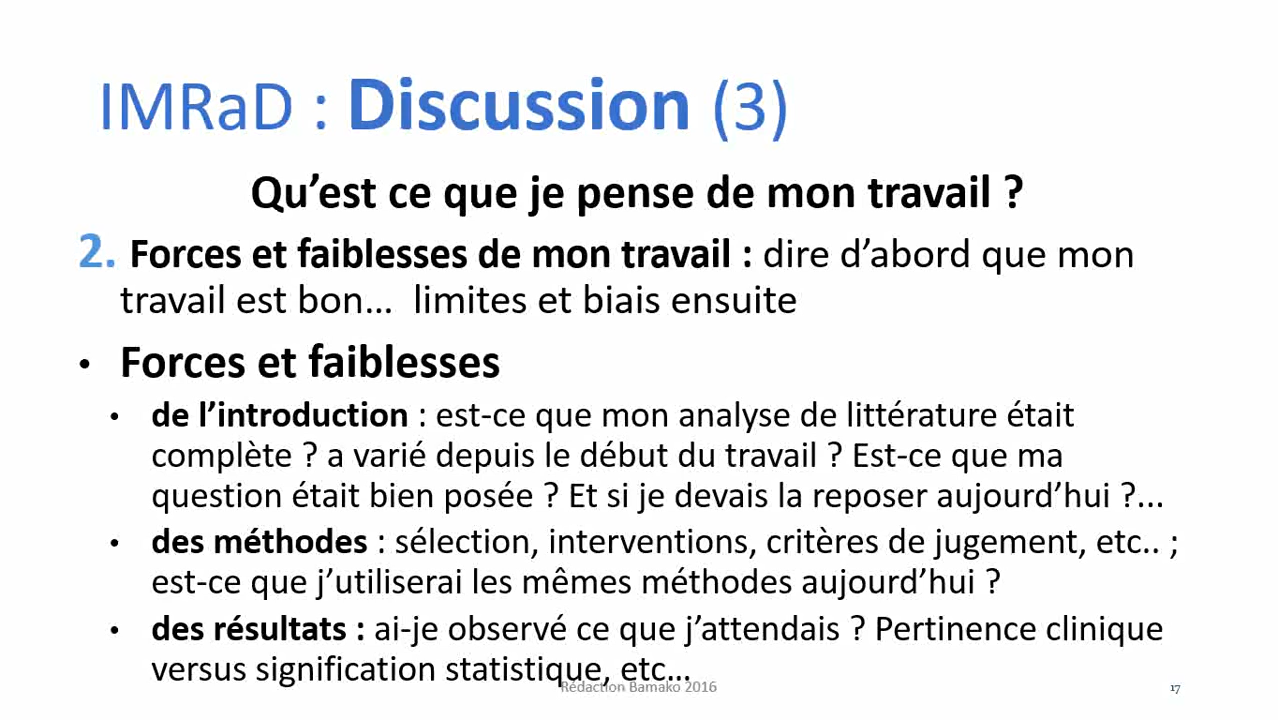 IMRaD : Discussion (3)
Qu’est ce que je pense de mon travail ?
2. Forces et faiblesses de mon travail : dire d’abord que mon
travail est bon… limites et biais ensuite
• Forces et faiblesses
• de l’introduction : est-ce que mon analyse de littérature était
complète ? a varié depuis le début du travail ? Est-ce que ma
question était bien posée ? Et si je devais la reposer aujourd’hui ?...
• des méthodes : sélection, interventions, critères de jugement, etc.. ;
est-ce que j’utiliserai les mêmes méthodes aujourd’hui ?
• des résultats : ai-je observé ce que j’attendais ? Pertinence clinique
versus signification statistique, etc…
Rédaction Bamako 2016
17